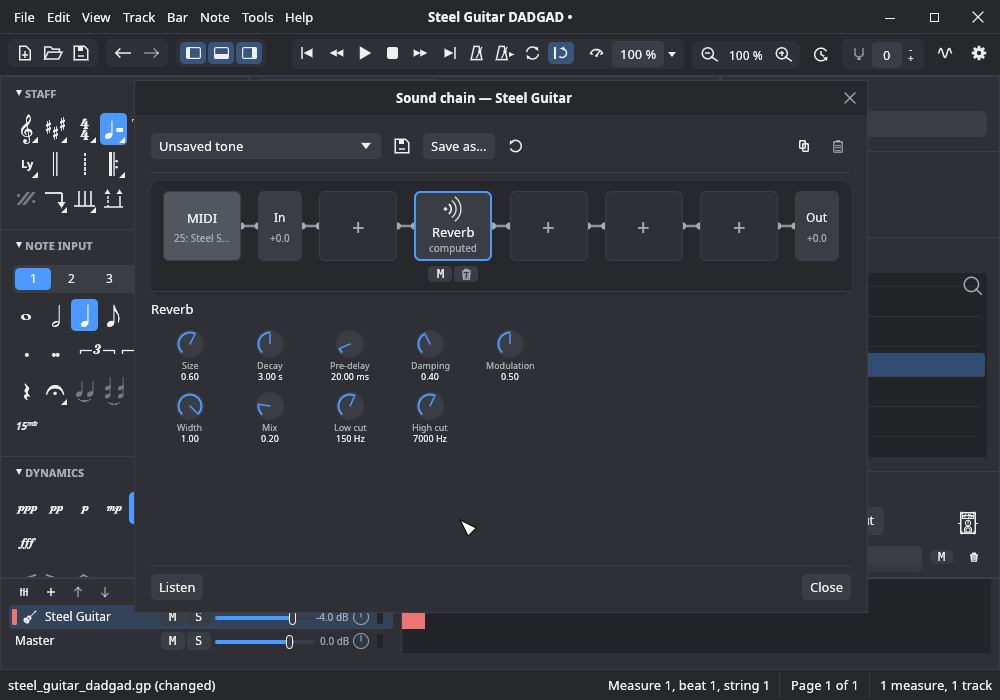 File Edit View Track Bar Note Tools Help
Steel Guitar DADGAD •
100 %
100 %
0
STAFF
Ly
NOTE INPUT
1 2 3
3
15mb
DYNAMICS
ppp pp p mp
fff
Sound chain — Steel Guitar
Unsaved tone
Save as...
MIDI
25: Steel S...
In
+0.0
+
Reverb
computed
+
+
+
Out
+0.0
M
Reverb
Size
0.60
Decay
3.00 s
Pre-delay
20.00 ms
Damping
0.40
Modulation
0.50
Width
1.00
Mix
0.20
Low cut
150 Hz
High cut
7000 Hz
Listen
Close
M
Steel Guitar M S -4.0 dB
Master M S 0.0 dB
steel_guitar_dadgad.gp (changed)
Measure 1, beat 1, string 1
Page 1 of 1
1 measure, 1 track